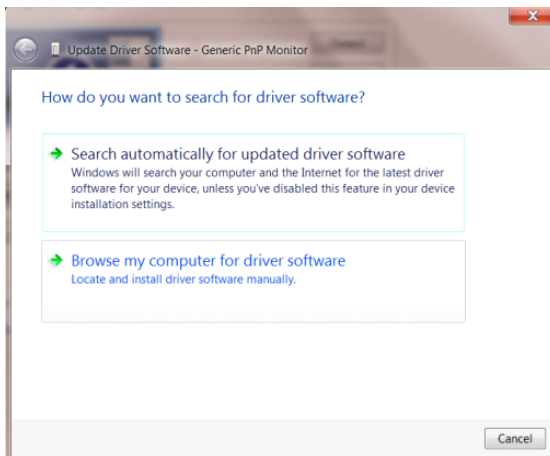 Update Driver Software - Generic PnP Monitor
How do you want to search for driver software?
Search automatically for updated driver software
Windows will search your computer and the Internet for the latest driver
software for your device, unless you've disabled this feature in your device
installation settings.
Browse my computer for driver software
Locate and install driver software manually.
Cancel